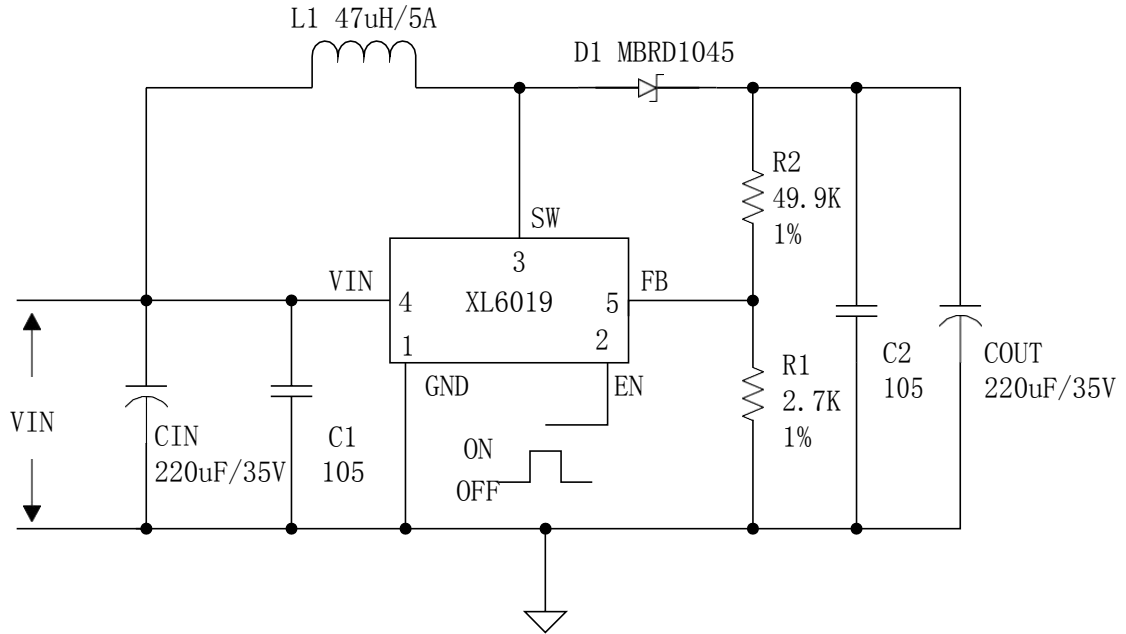 L1 47uH/5A
D1 MBRD1045
R2
49.9K
1%
SW
3
VIN
4
XL6019
5
FB
1
2
GND
EN
R1
2.7K
1%
C2
105
COUT
220uF/35V
VIN
CIN
220uF/35V
C1
105
ON
OFF